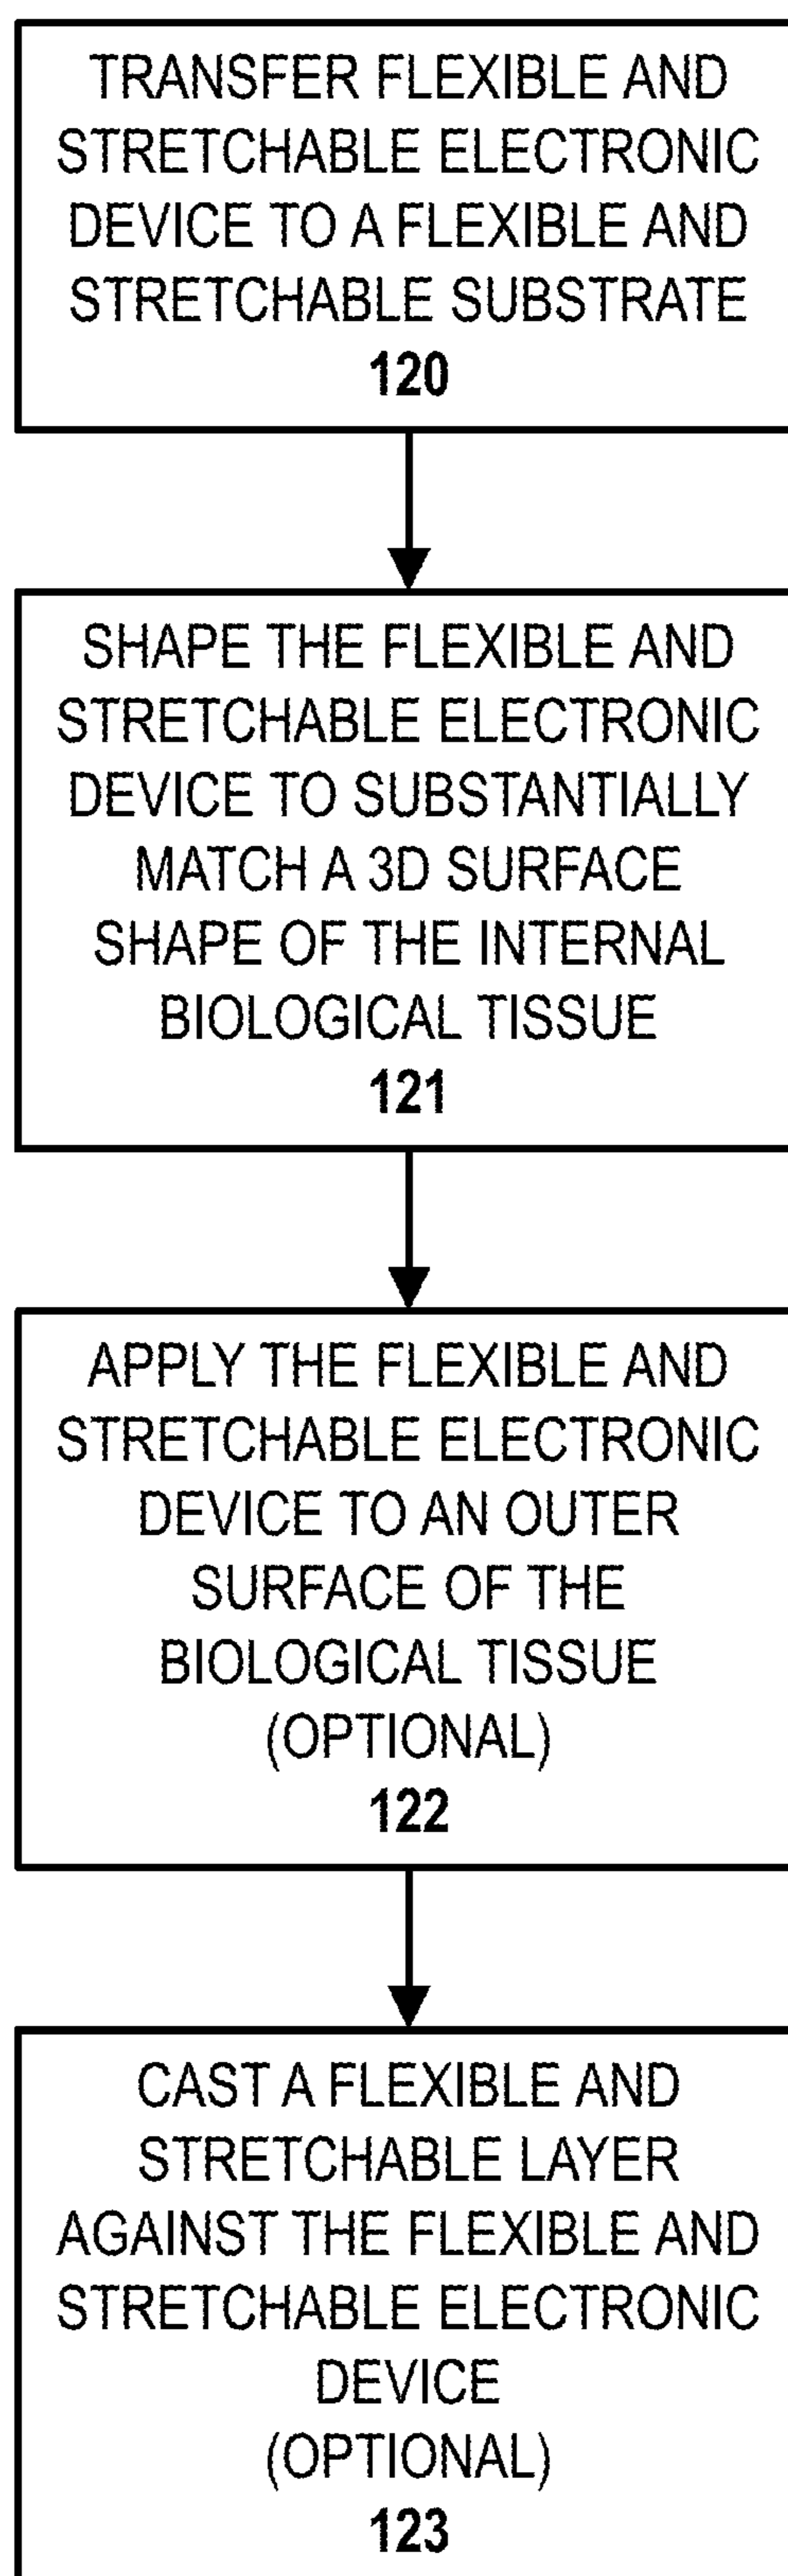 TRANSFER FLEXIBLE AND
STRETCHABLE ELECTRONIC
DEVICE TO A FLEXIBLE AND
STRETCHABLE SUBSTRATE
120
SHAPE THE FLEXIBLE AND
STRETCHABLE ELECTRONIC
DEVICE TO SUBSTANTIALLY
MATCH A 3D SURFACE
SHAPE OF THE INTERNAL
BIOLOGICAL TISSUE
121
APPLY THE FLEXIBLE AND
STRETCHABLE ELECTRONIC
DEVICE TO AN OUTER
SURFACE OF THE
BIOLOGICAL TISSUE
(OPTIONAL)
122
CAST A FLEXIBLE AND
STRETCHABLE LAYER
AGAINST THE FLEXIBLE AND
STRETCHABLE ELECTRONIC
DEVICE
(OPTIONAL)
123